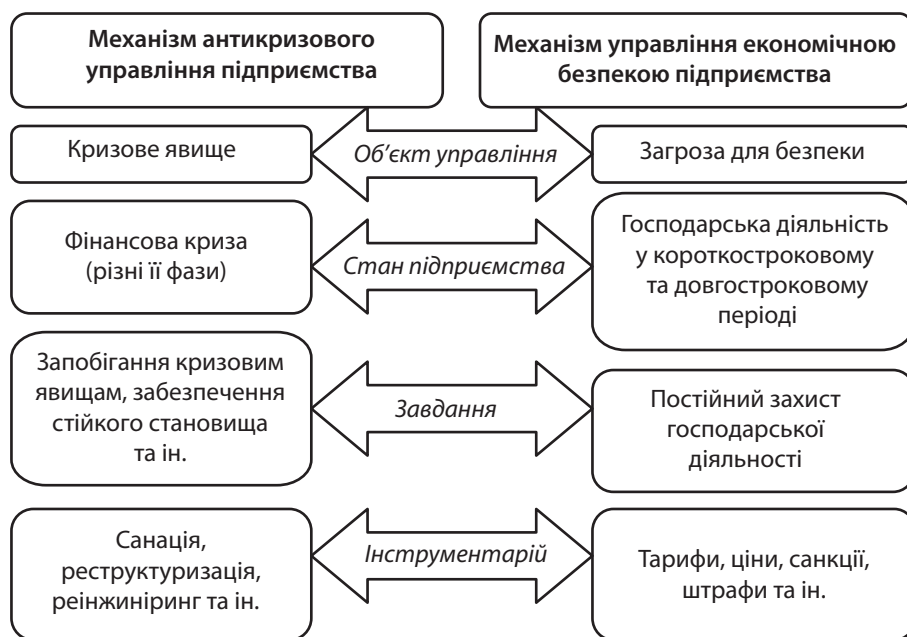 Механізм антикризового
управління підприємства
Механізм управління економічною
безпекою підприємства
Кризове явище
Об’єкт управління
Загроза для безпеки
Фінансова криза
(різні її фази)
Стан підприємства
Господарська діяльність
у короткостроковому
та довгостроковому
періоді
Запобігання кризовим
явищам, забезпечення
стійкого становища
та ін.
Завдання
Постійний захист
господарської
діяльності
Санація,
реструктуризація,
реінжиніринг та ін.
Інструментарій
Тарифи, ціни, санкції,
штрафи та ін.